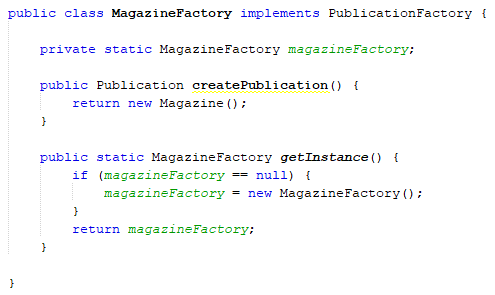 public class MagazineFactory implements PublicationFactory {
private static MagazineFactory magazineFactory;
public Publication createPublication() {
return new Magazine();
}
public static MagazineFactory getInstance() {
if (magazineFactory == null) {
magazineFactory = new MagazineFactory();
}
return magazineFactory;
}
}